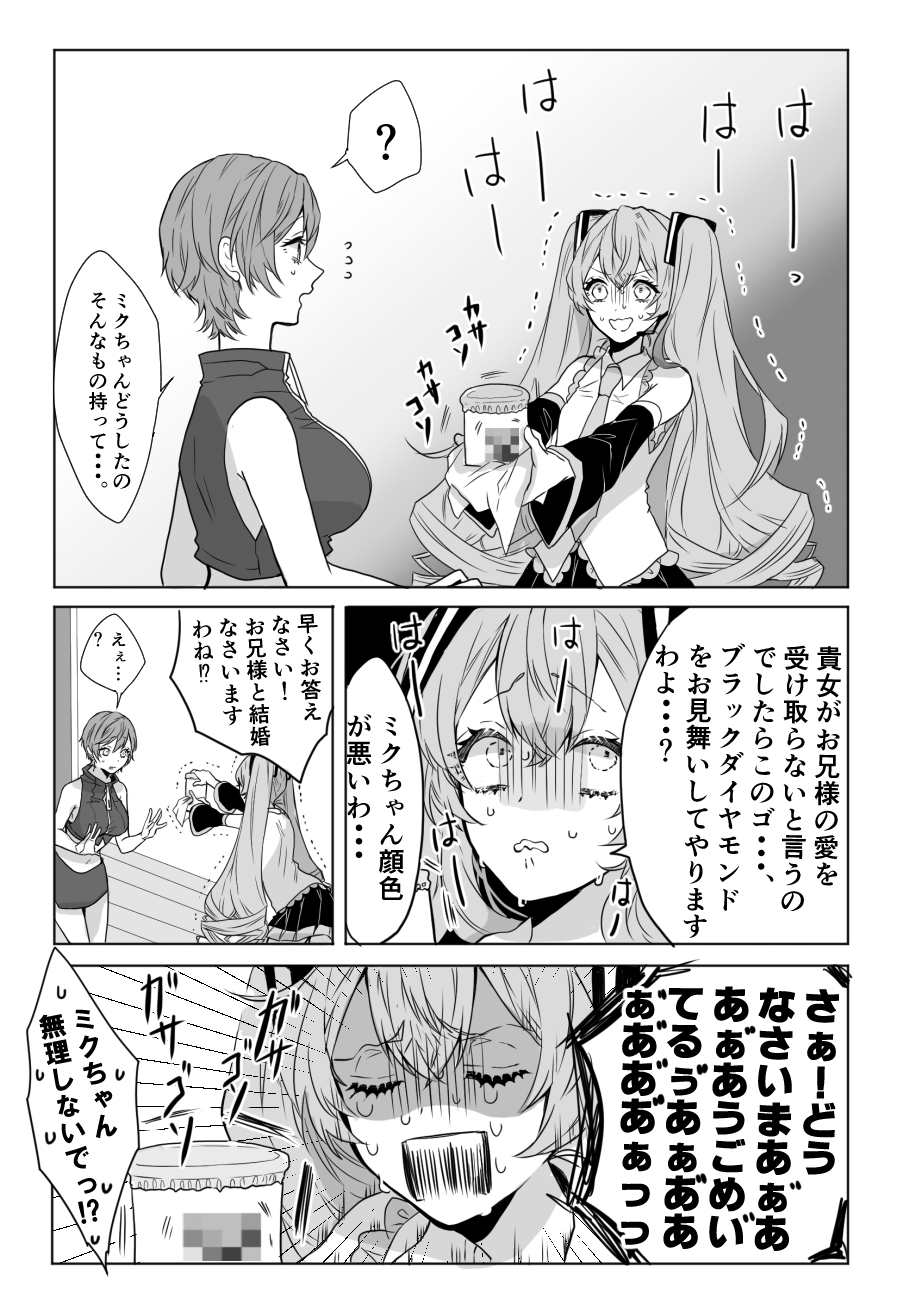 はーーっ
はーー
はーー
はーー
?
ミクちゃんどうしたの
そんなもの持って・・・。
カサ
コソ
カサ
コソ
貴女がお兄様の愛を
受け取らないと言うの
でしたらこのゴ・・・、
ブラックダイヤモンド
をお見舞いしてやります
わよ・・・?
はーー
はーー
はーー
ミクちゃん顔色
が悪いわ・・・
早くお答え
なさい!
お兄様と結婚
なさいます
わね!?
えぇ…
?
さぁ!どう
なさいまあぁ゛あ
あぁ゛あうごめい゛
てるゔあぁあ゛あ
ぁ゛あ゛あ゛あ゛ぁっっ
ガサ
ガサ
ゴソ
ゴソ
ミクちゃん
無理しないでっ!?